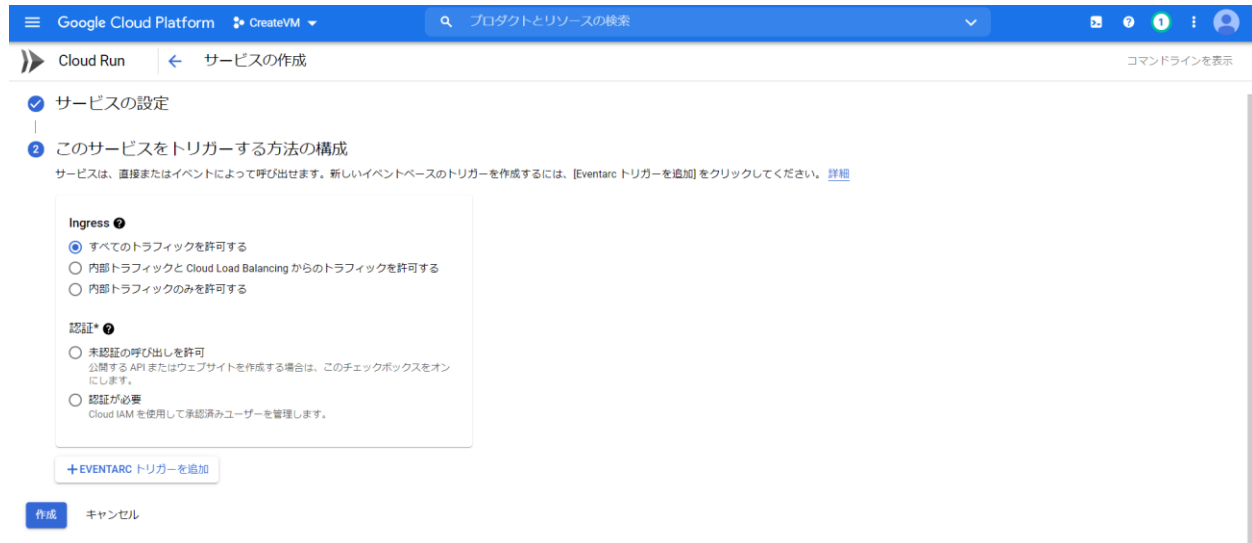 Google Cloud Platform CreateVM プロダクトとリソースの検索 1
Cloud Run サービスの作成 コマンドラインを表示
サービスの設定
2 このサービスをトリガーする方法の構成
サービスは、直接またはイベントによって呼び出せます。新しいイベントベースのトリガーを作成するには、[Eventarc トリガーを追加] をクリックしてください。 詳細
Ingress
すべてのトラフィックを許可する
内部トラフィックと Cloud Load Balancing からのトラフィックを許可する
内部トラフィックのみを許可する
認証*
未認証の呼び出しを許可
公開する API またはウェブサイトを作成する場合は、このチェックボックスをオン
にします。
認証が必要
Cloud IAM を使用して承認済みユーザーを管理します。
+ EVENTARC トリガーを追加
作成 キャンセル